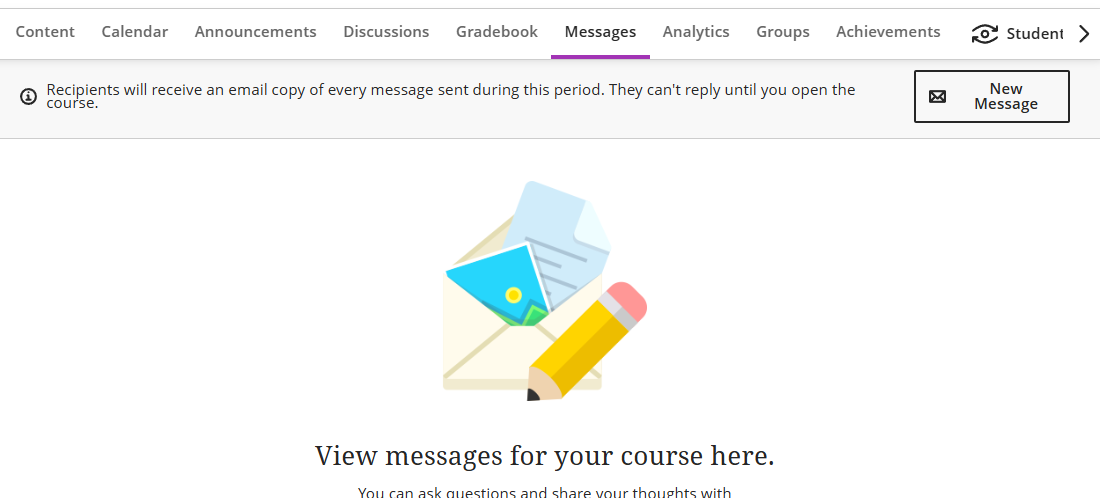 Content Calendar Announcements Discussions Gradebook Messages Analytics Groups Achievements Student
Recipients will receive an email copy of every message sent during this period. They can't reply until you open the
course.
New
Message
View messages for your course here.
You can ask questions and share your thoughts with